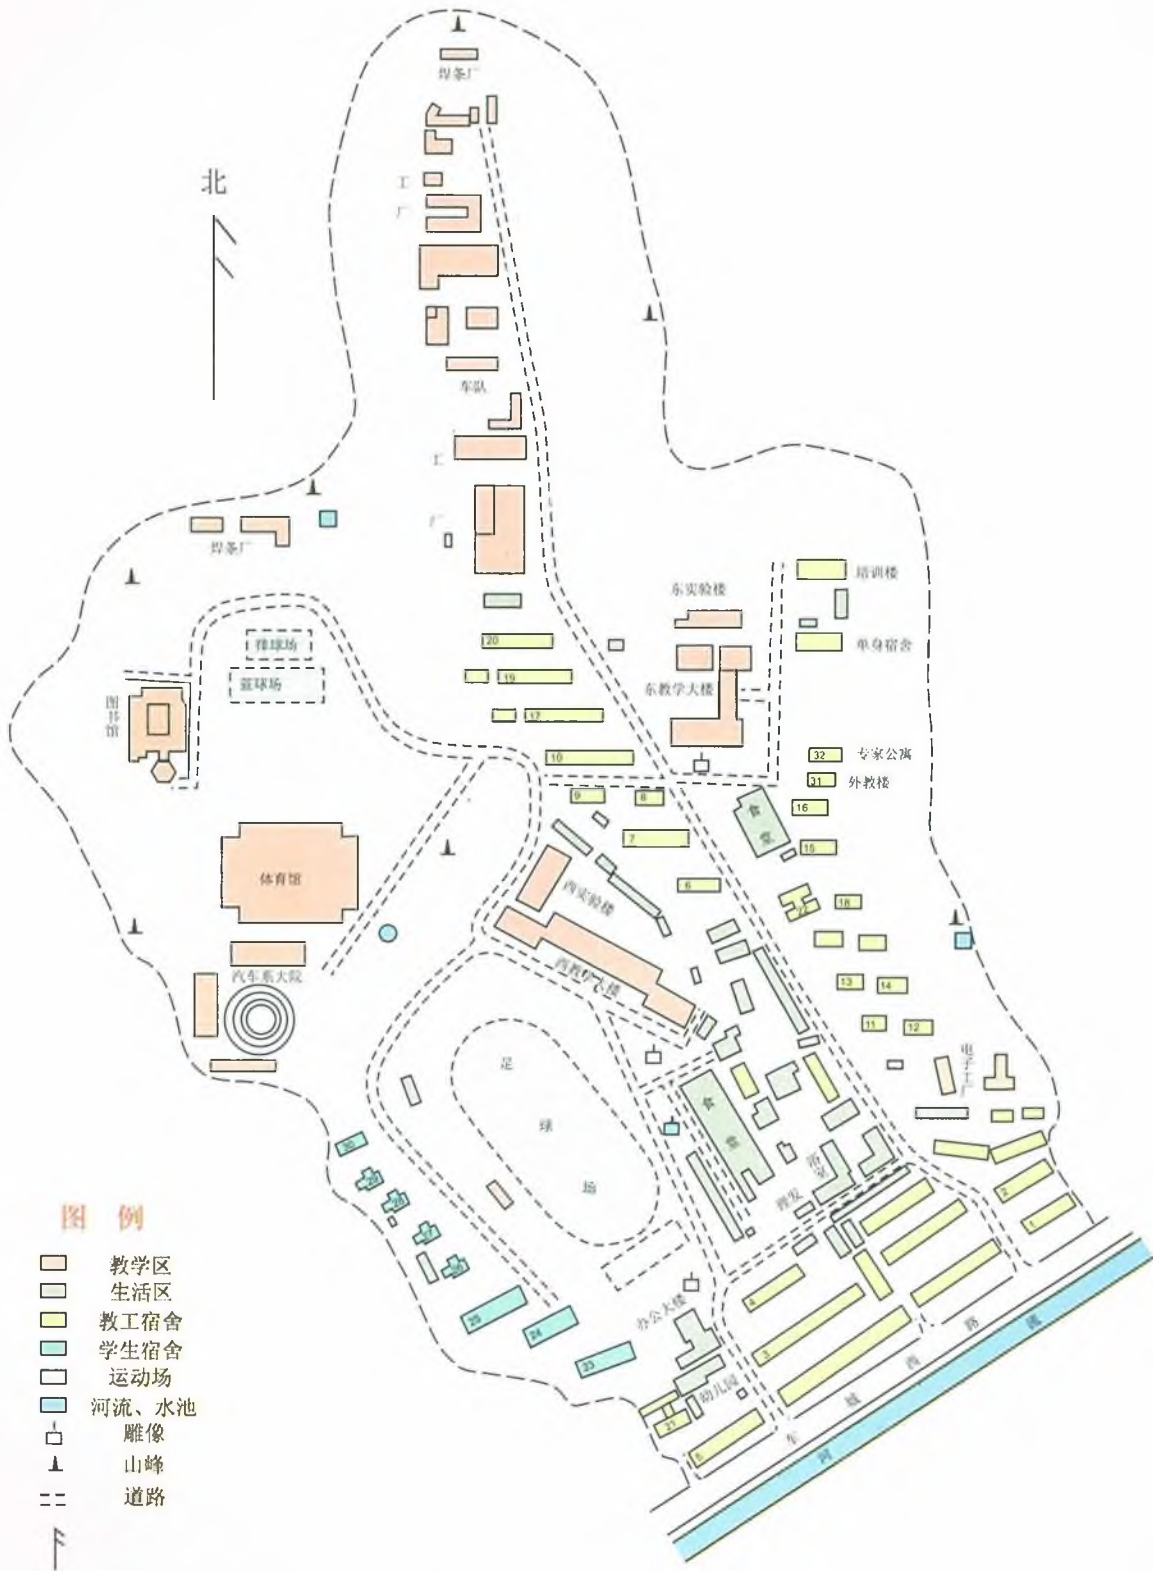 焊条厂
北
工
厂
车队
工
厂
焊条厂
培训楼
东实验楼
排球场
单身宿舍
20
篮球场
19
东教学大楼
图书馆
17
10
32
专家公寓
31
外教楼
9
8
16
食堂
7
15
体育馆
西实验楼
6
22
18
西教学大楼
汽车系大院
13
14
11
12
电子工厂
足
球
场
食堂
30
29
28
27
26
浴室
理发
2
1
图 例
教学区
生活区
教工宿舍
学生宿舍
运动场
河流、水池
雕像
山峰
道路
25
24
23
办公大楼
4
3
幼儿园
21
5
车
城
西
路
河
流